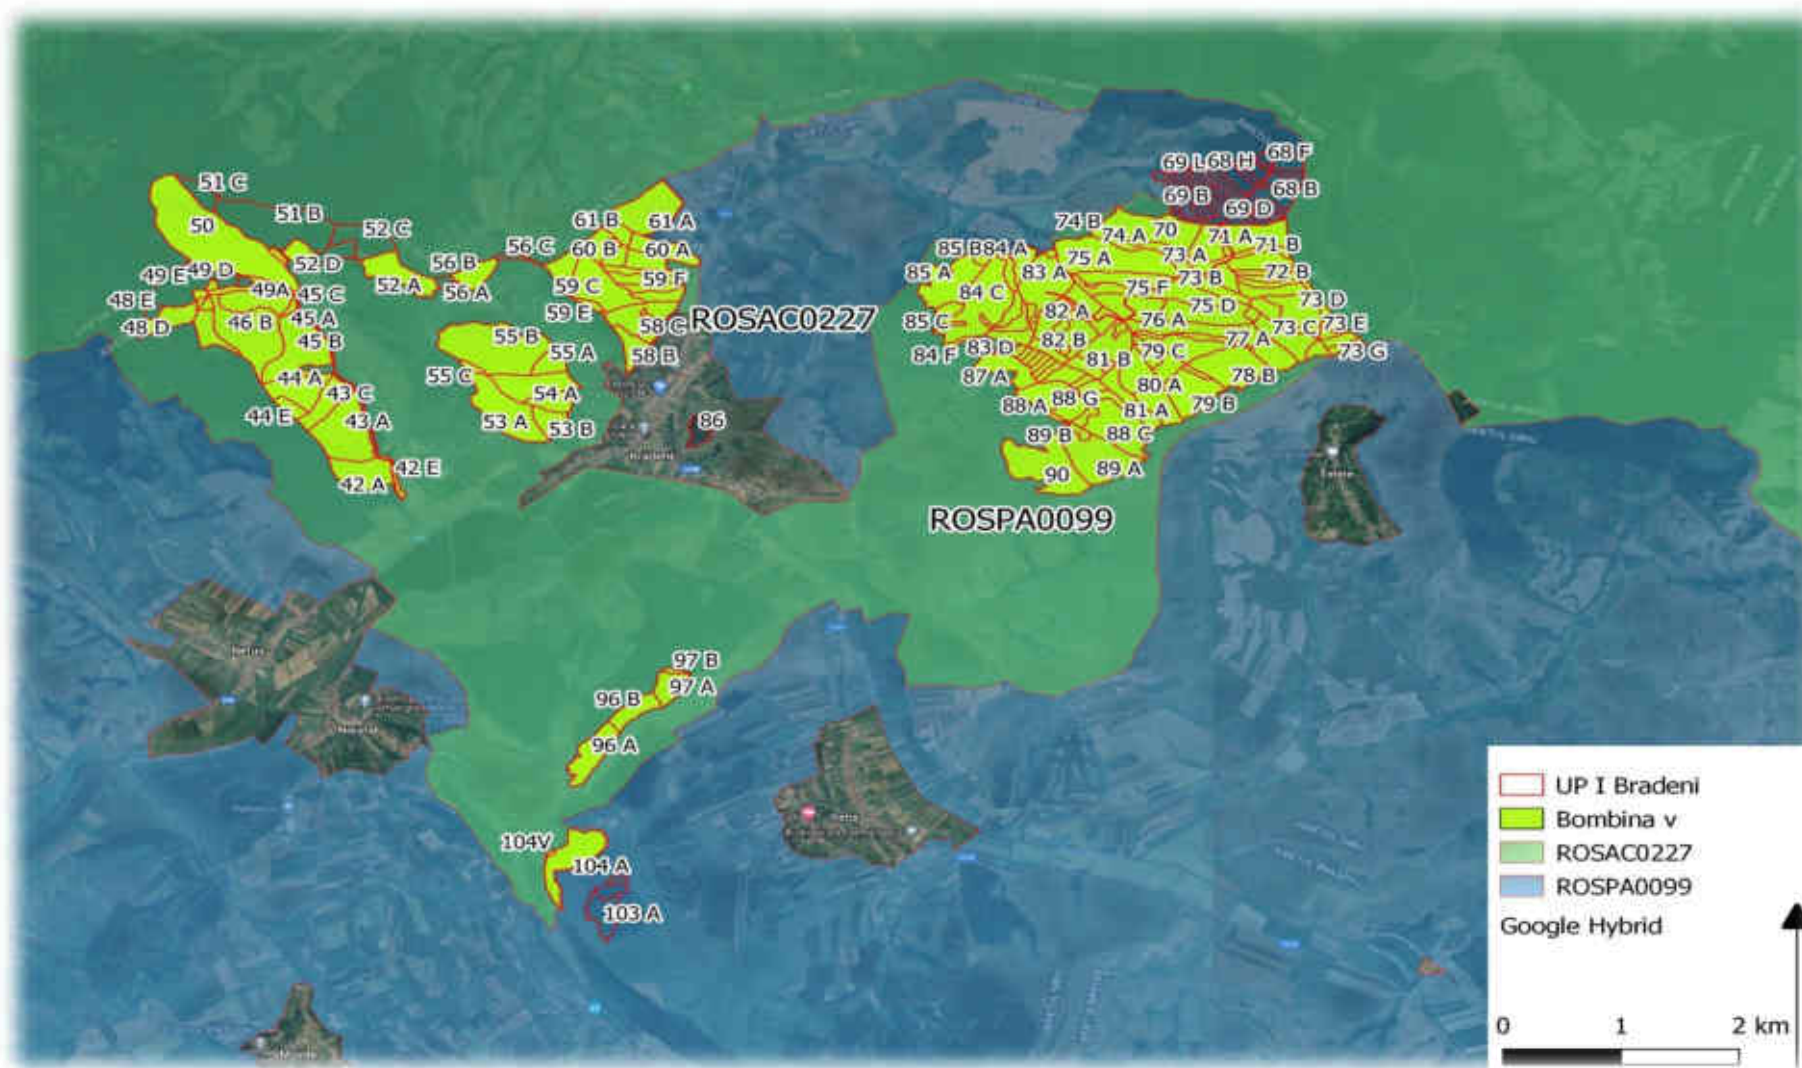 51 C
51 B
50
52 C
52 D
49 E
49 D
49A
48 E
48 D
45 C
45 A
45 B
46 B
44 A
44 E
43 C
43 A
42 E
42 A
52 A
56 B
56 A
56 C
61 B
61 A
60 B
60 A
59 F
59 C
59 E
58 C
58 B
55 B
55 A
55 C
54 A
53 A
53 B
86
ROSAC0227
69 L
68 H
68 F
69 B
68 B
69 D
74 B
74 A
70
71 A
71 B
85 B
84 A
75 A
73 A
85 A
83 A
73 B
72 B
84 C
75 F
75 D
73 D
85 C
82 A
76 A
73 C
73 E
84 F
83 D
82 B
81 B
79 C
77 A
73 G
87 A
80 A
78 B
88 A
88 G
81 A
79 B
89 B
88 C
90
89 A
ROSPA0099
97 B
97 A
96 B
96 A
104V
104 A
103 A
Bradeni
Retis
UP I Bradeni
Bombina v
ROSAC0227
ROSPA0099
Google Hybrid
0 1 2 km